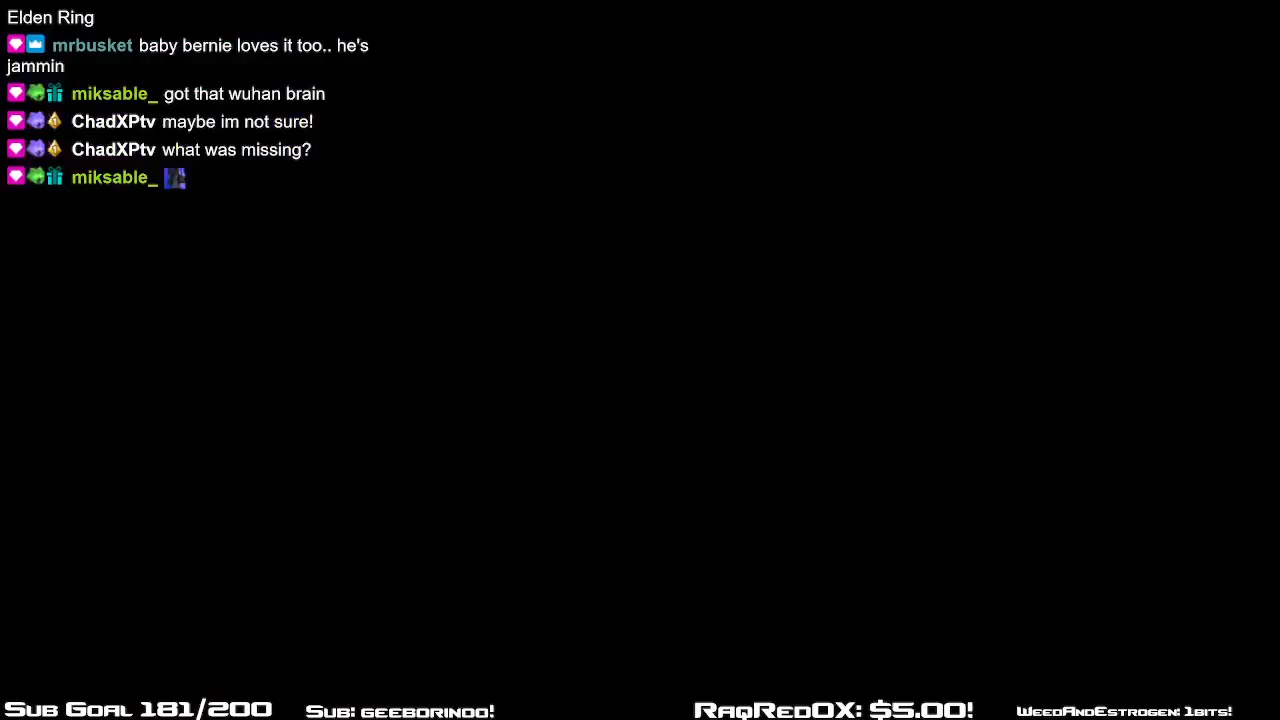 Elden Ring
mrbusket baby bernie loves it too.. he's
jammin
miksable_ got that wuhan brain
ChadXPtv maybe im not sure!
ChadXPtv what was missing?
miksable_
Sub Goal 181/200 Sub: geeborinoo! RaqRedOX: $5.00! WeedAndEstrogen: 1bits!